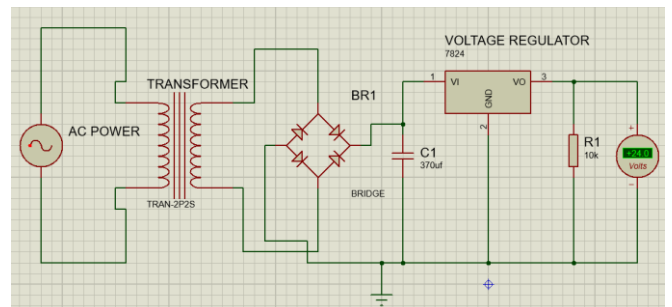 VOLTAGE REGULATOR
7824
TRANSFORMER
BR1
1
VI
VO
3
GND
2
AC POWER
C1
370uf
R1
10k
+
+24.0
Volts
−
TRAN-2P2S
BRIDGE